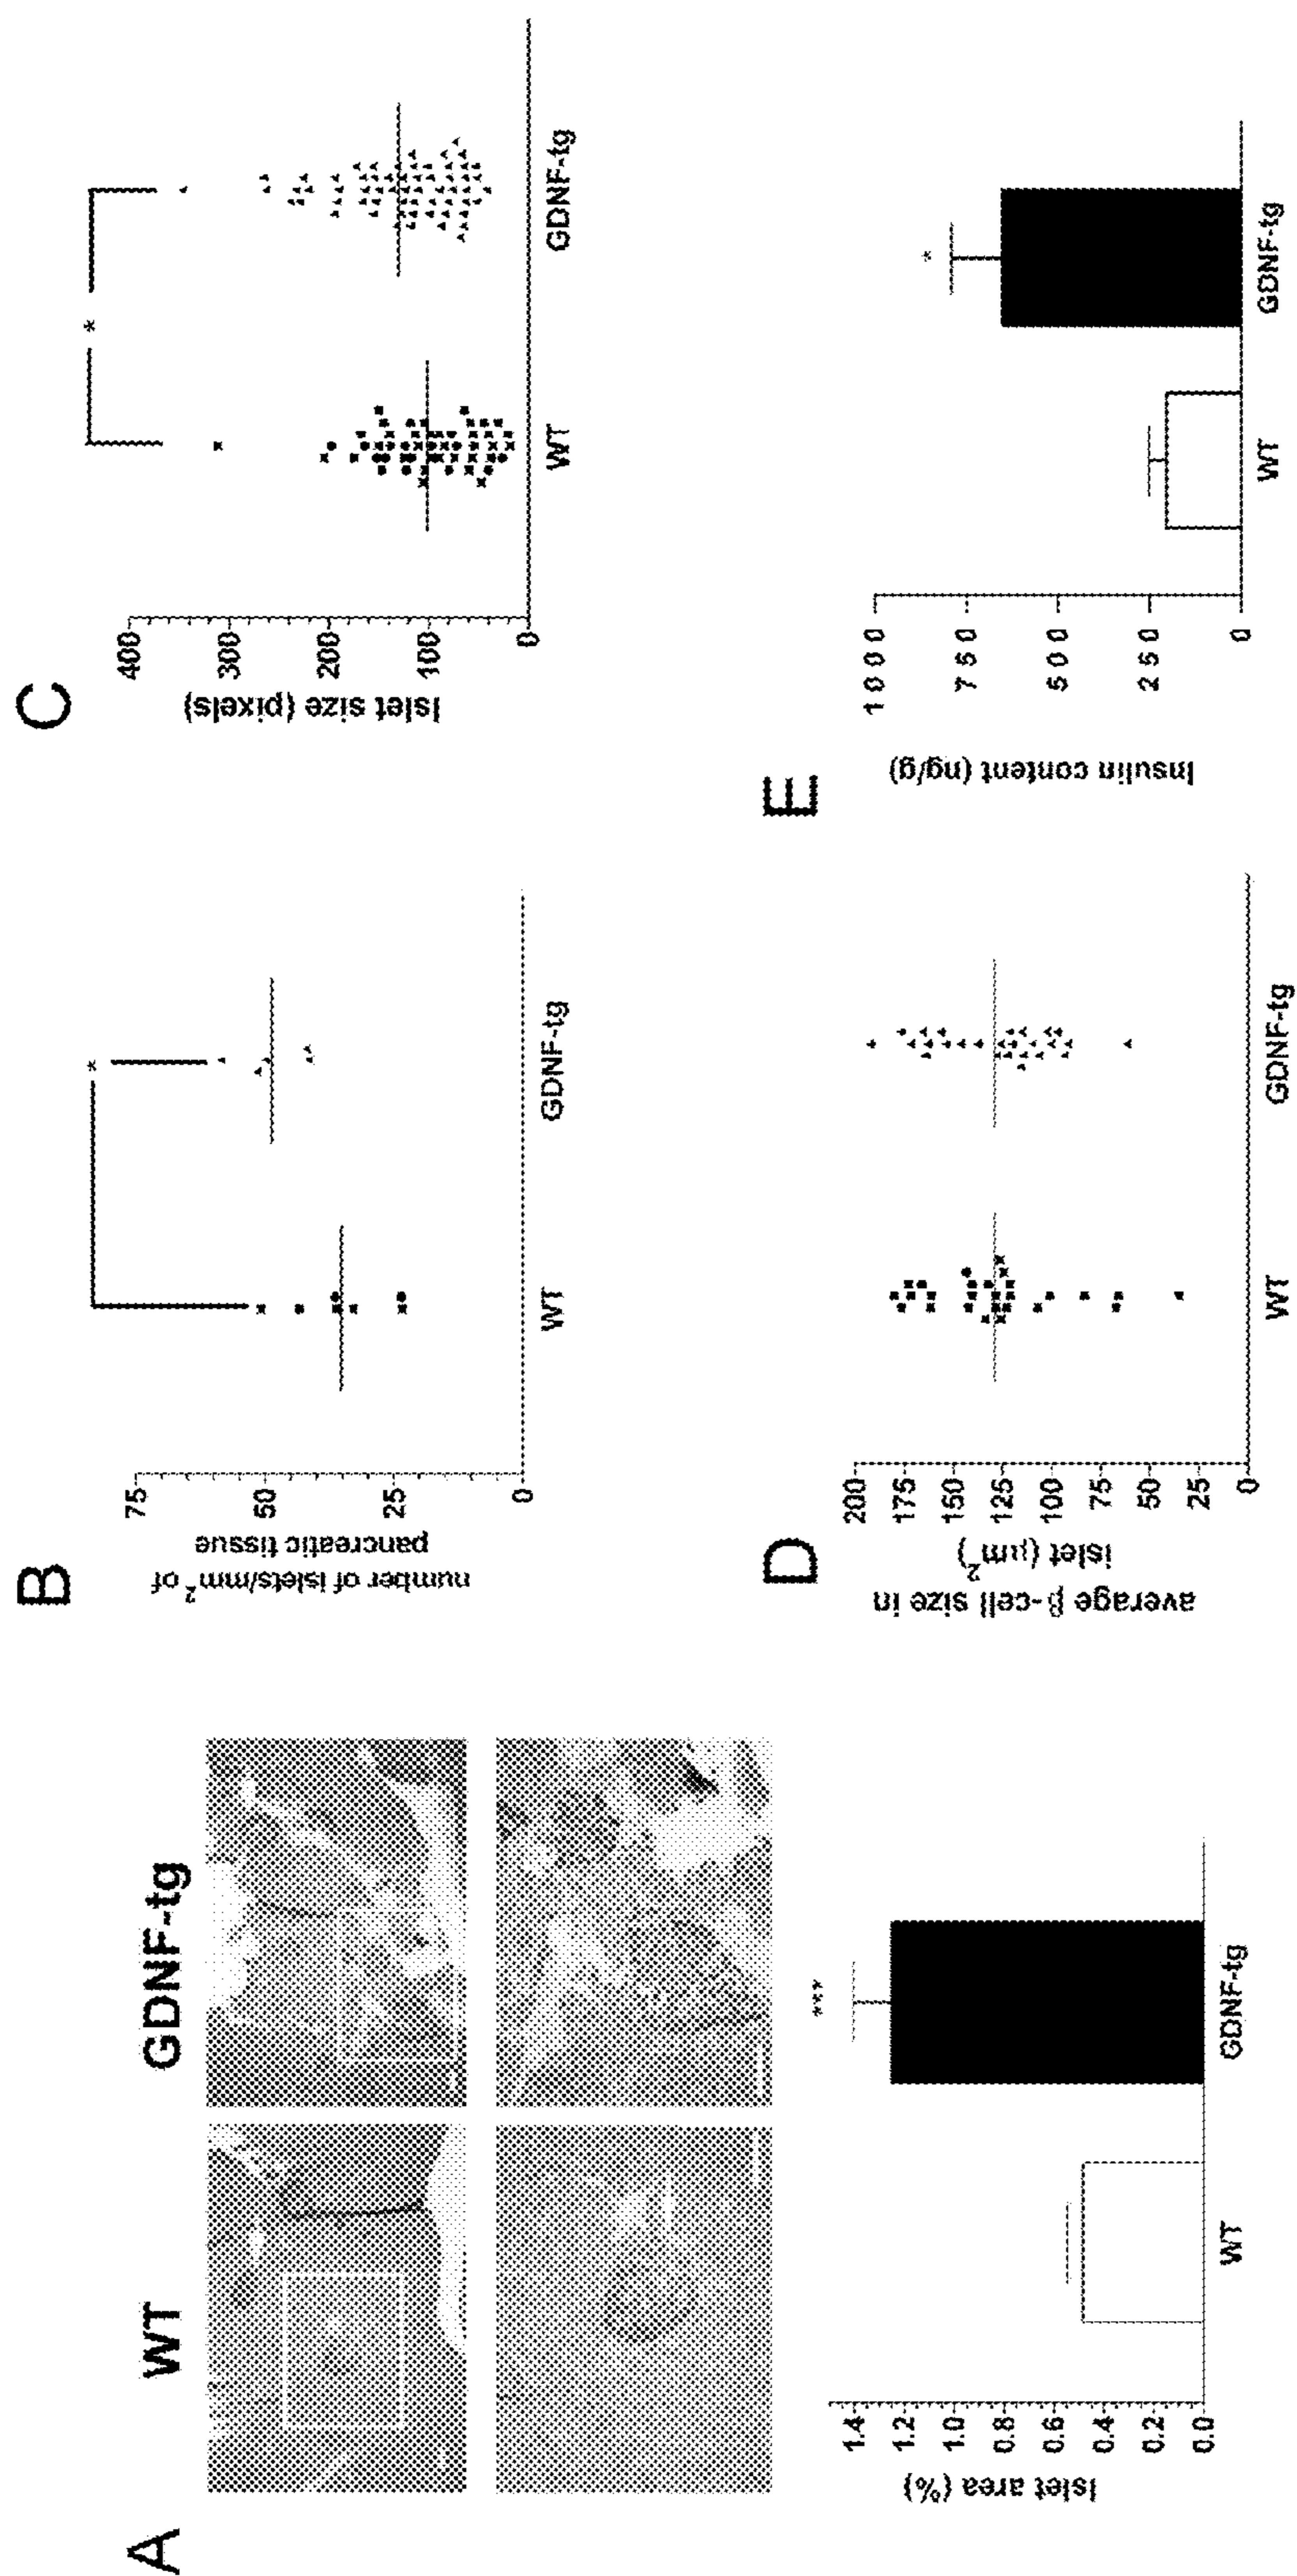 A
WT
GDNF-tg
Islet area (%)
1.4
1.2
1.0
0.8
0.6
0.4
0.2
0.0
***
WT
GDNF-tg
B
number of islets/mm² of
pancreatic tissue
75
50
25
0
*
WT
GDNF-tg
C
Islet size (pixels)
400
300
200
100
0
*
WT
GDNF-tg
D
average β-cell size in
islet (µm²)
200
175
150
125
100
75
50
25
0
WT
GDNF-tg
E
Insulin content (ng/g)
1000
750
500
250
0
*
WT
GDNF-tg